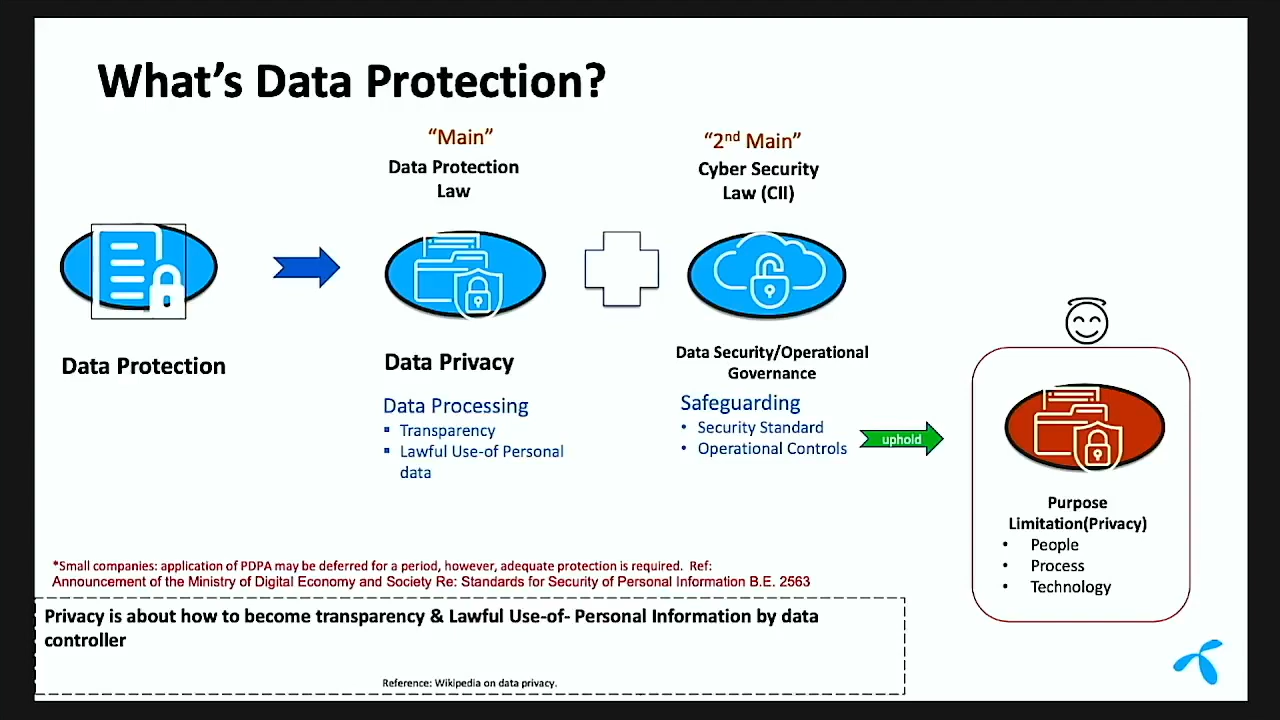 What's Data Protection?
"Main"
Data Protection
Law
"2nd Main"
Cyber Security
Law (CII)
Data Protection
Data Privacy
Data Processing
▪ Transparency
▪ Lawful Use-of Personal
data
Data Security/Operational
Governance
Safeguarding
• Security Standard
• Operational Controls
uphold
Purpose
Limitation(Privacy)
• People
• Process
• Technology
*Small companies: application of PDPA may be deferred for a period, however, adequate protection is required. Ref:
Announcement of the Ministry of Digital Economy and Society Re: Standards for Security of Personal Information B.E. 2563
Privacy is about how to become transparency & Lawful Use-of- Personal Information by data
controller
Reference: Wikipedia on data privacy.